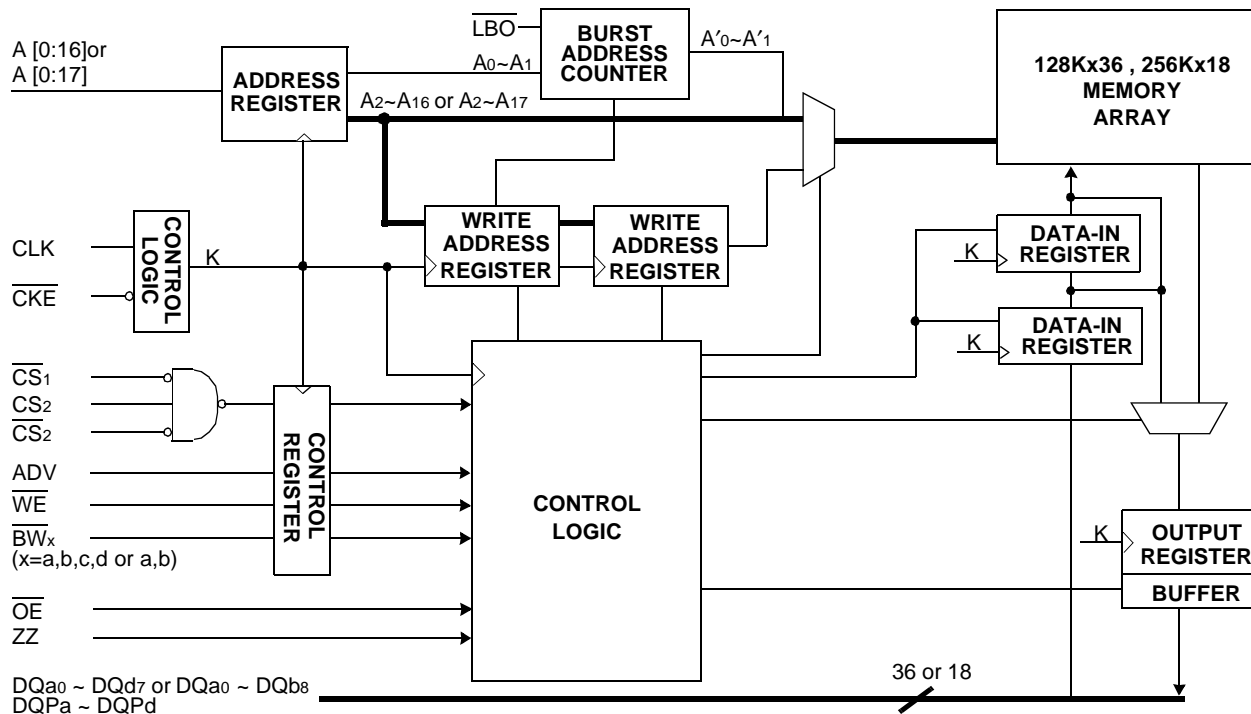 A [0:16]or
A [0:17]
ADDRESS
REGISTER
LBO
A0~A1
BURST
ADDRESS
COUNTER
A′0~A′1
A2~A16 or A2~A17
128Kx36 , 256Kx18
MEMORY
ARRAY
CLK
CKE
CONTROL
LOGIC
K
WRITE
ADDRESS
REGISTER
WRITE
ADDRESS
REGISTER
K
DATA-IN
REGISTER
K
DATA-IN
REGISTER
CS1
CS2
CS2
ADV
WE
BWx
(x=a,b,c,d or a,b)
CONTROL
REGISTER
CONTROL
LOGIC
K
OUTPUT
REGISTER
BUFFER
OE
ZZ
DQa0 ~ DQd7 or DQa0 ~ DQb8
DQPa ~ DQPd
36 or 18